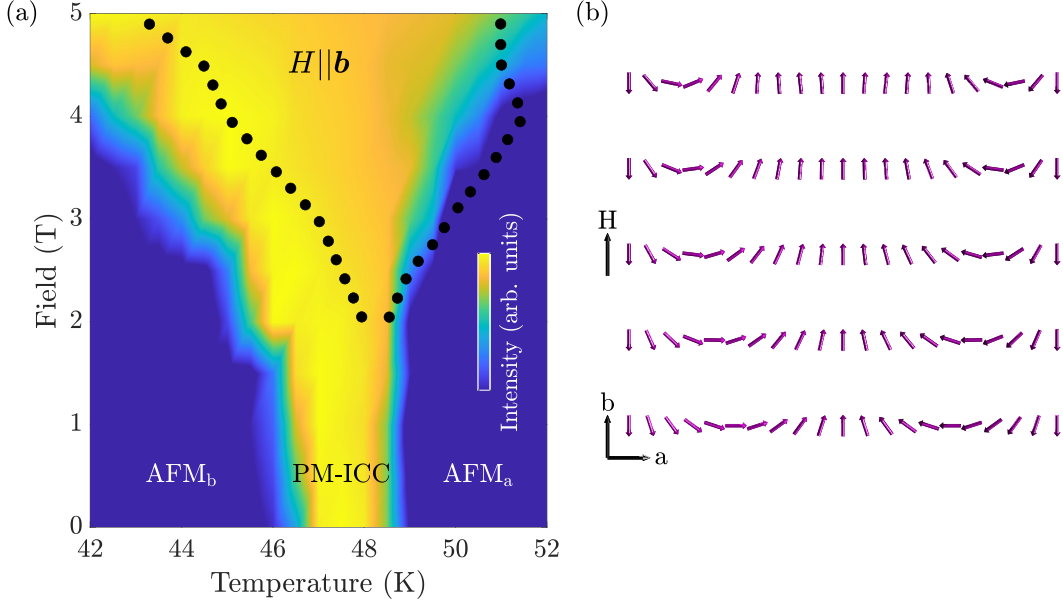 (a)
(b)
H||b
5
4
3
2
1
0
Field (T)
Intensity (arb. units)
AFMb
PM-ICC
AFMa
42
44
46
48
50
52
Temperature (K)
H
b
a